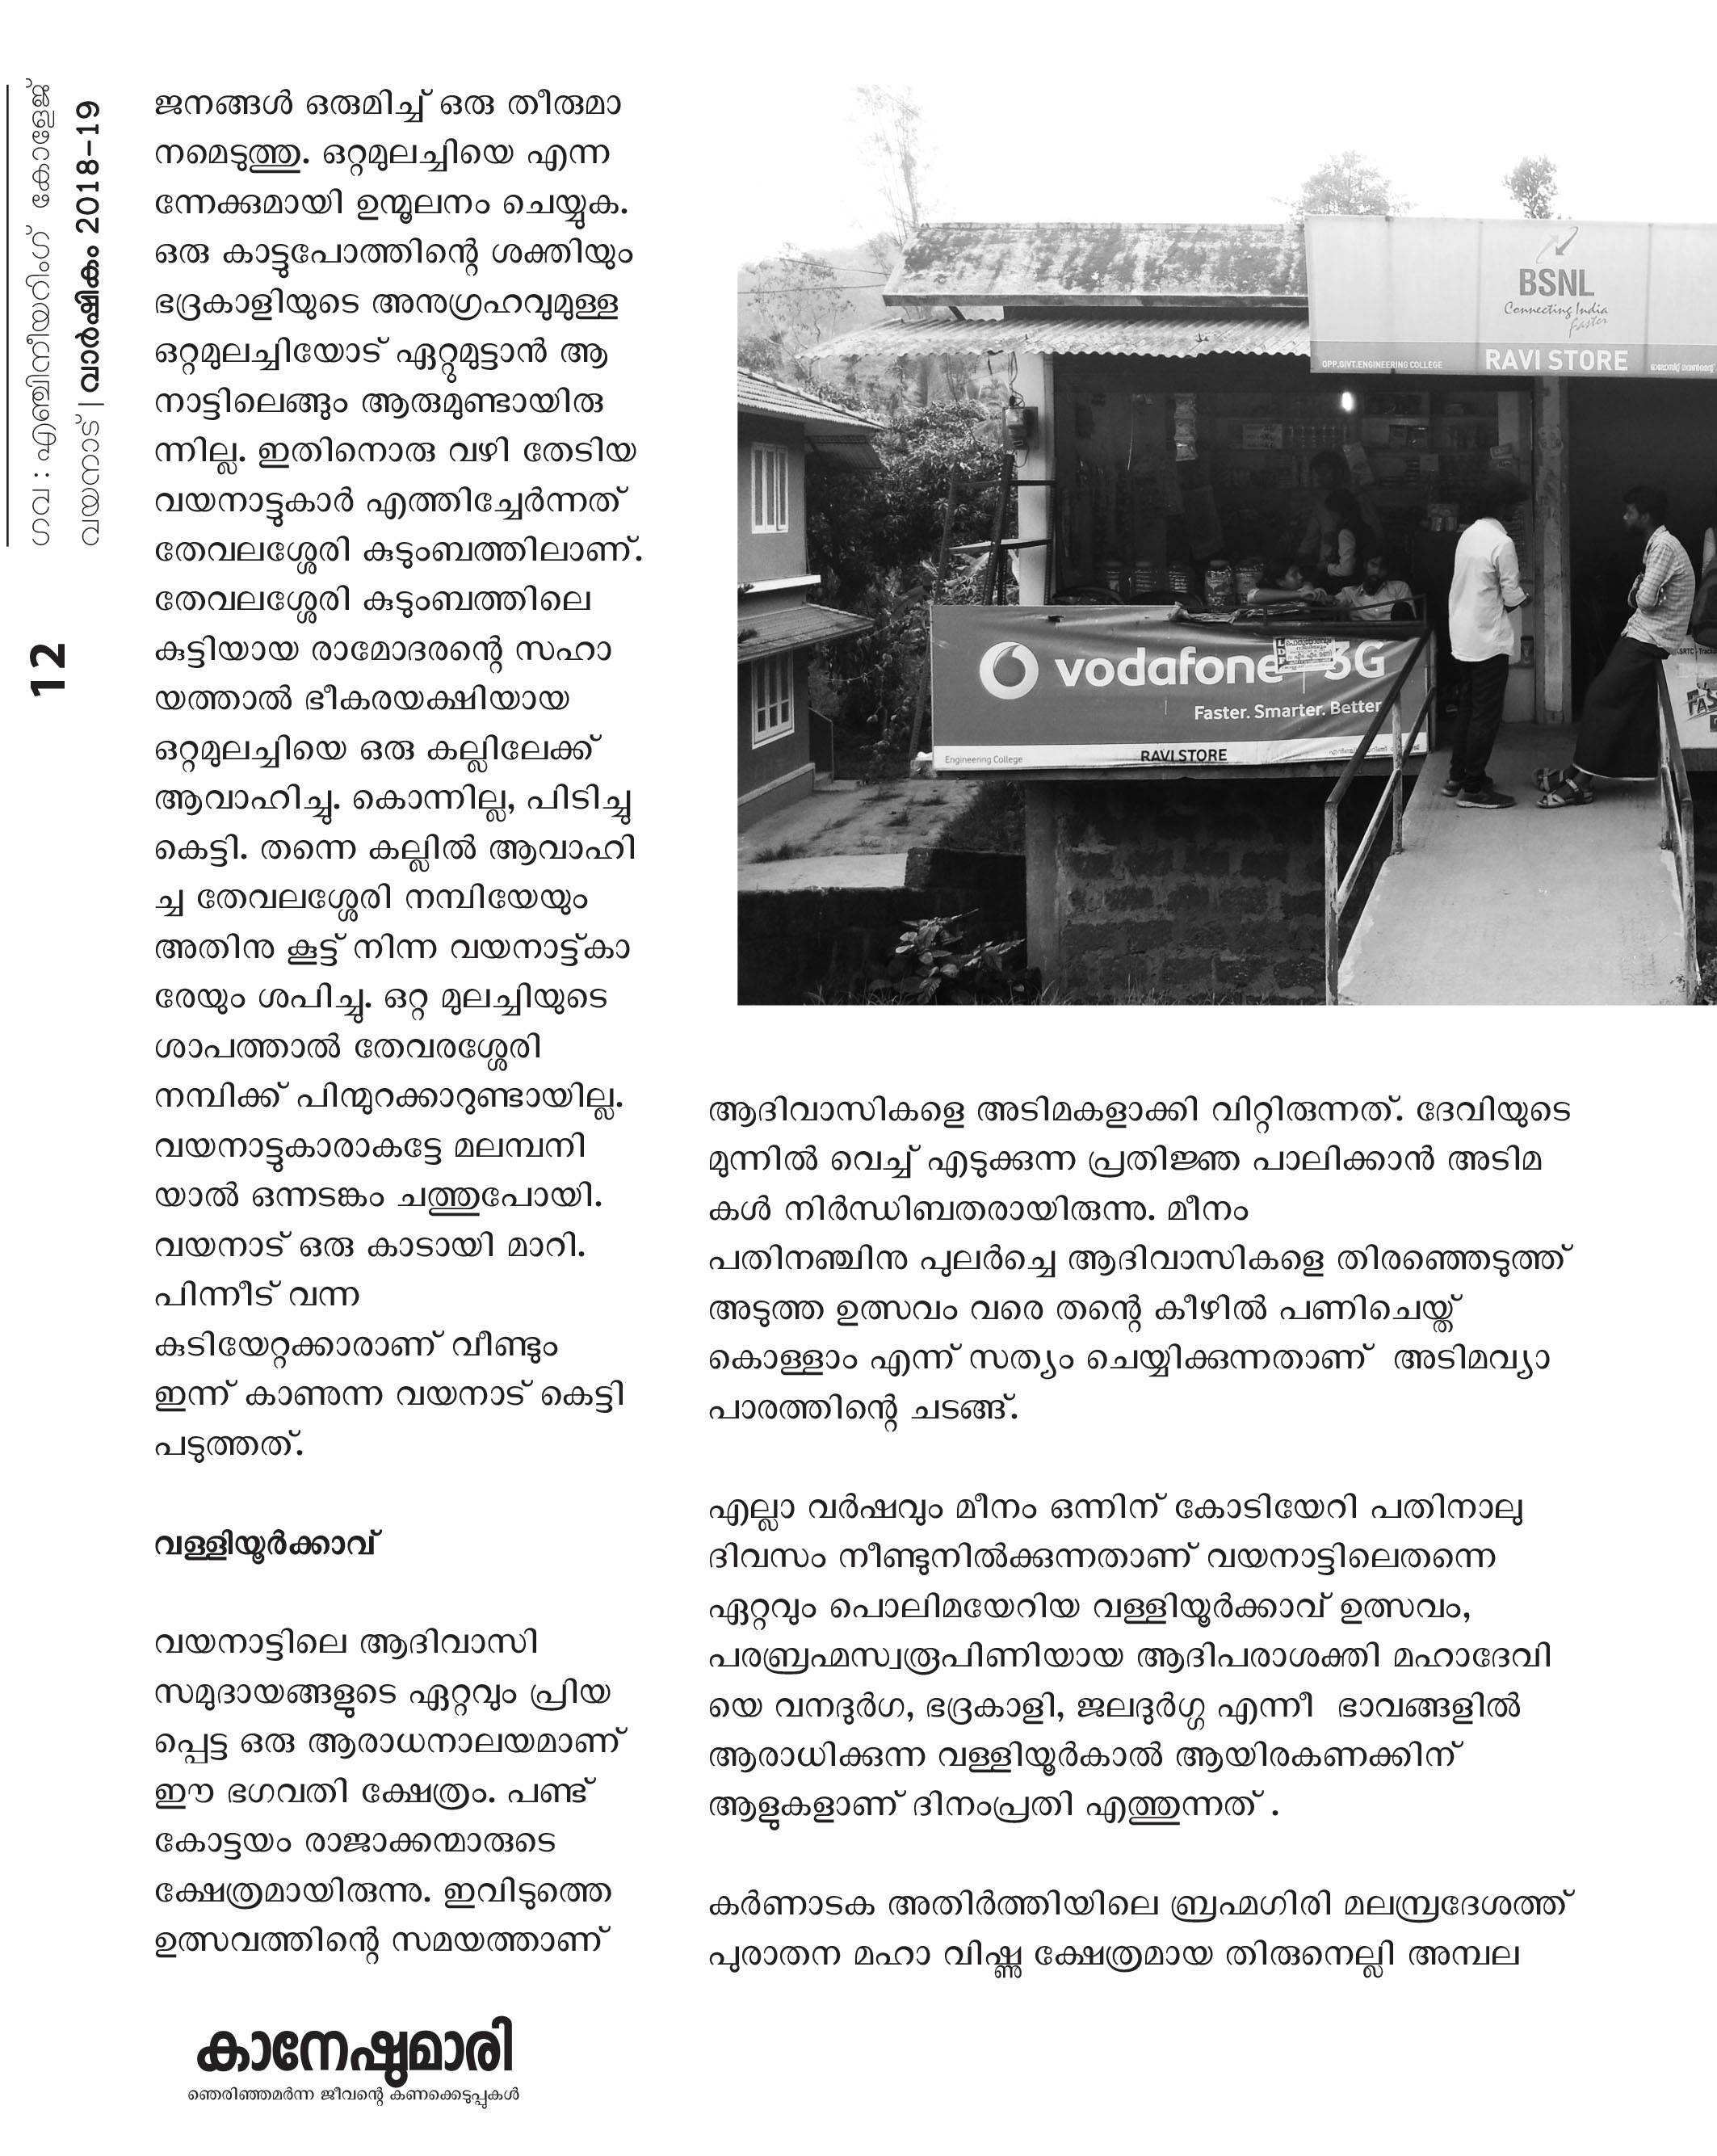 ഗവ : എഞ്ചിനീയറിംഗ് കോളേജ്
വയനാട് | വാർഷികം 2018-19
12
ജനങ്ങൾ ഒരുമിച്ച് ഒരു തീരുമാ
നമെടുത്തു. ഒറ്റമുലച്ചിയെ എന്ന
ന്നേക്കുമായി ഉന്മൂലനം ചെയ്യുക.
ഒരു കാട്ടുപോത്തിന്റെ ശക്തിയും
ഭദ്രകാളിയുടെ അനുഗ്രഹവുമുള്ള
ഒറ്റമുലച്ചിയോട് ഏറ്റുമുട്ടാൻ ആ
നാട്ടിലെങ്ങും ആരുമുണ്ടായിരു
ന്നില്ല. ഇതിനൊരു വഴി തേടിയ
വയനാട്ടുകാർ എത്തിച്ചേർന്നത്
തേവലശ്ശേരി കുടുംബത്തിലാണ്.
തേവലശ്ശേരി കുടുംബത്തിലെ
കുട്ടിയായ രാമോദരന്റെ സഹാ
യത്താൽ ഭീകരയക്ഷിയായ
ഒറ്റമുലച്ചിയെ ഒരു കല്ലിലേക്ക്
ആവാഹിച്ചു. കൊന്നില്ല, പിടിച്ചു
കെട്ടി. തന്നെ കല്ലിൽ ആവാഹി
ച്ച തേവലശ്ശേരി നമ്പിയേയും
അതിനു കൂട്ട് നിന്ന വയനാട്ട്കാ
രേയും ശപിച്ചു. ഒറ്റ മുലച്ചിയുടെ
ശാപത്താൽ തേവരശ്ശേരി
നമ്പിക്ക് പിന്മുറക്കാറുണ്ടായില്ല.
വയനാട്ടുകാരാകട്ടേ മലമ്പനി
യാൽ ഒന്നടങ്കം ചത്തുപോയി.
വയനാട് ഒരു കാടായി മാറി.
പിന്നീട് വന്ന
കുടിയേറ്റക്കാരാണ് വീണ്ടും
ഇന്ന് കാണുന്ന വയനാട് കെട്ടി
പടുത്തത്.
വള്ളിയൂർക്കാവ്
വയനാട്ടിലെ ആദിവാസി
സമുദായങ്ങളുടെ ഏറ്റവും പ്രിയ
പ്പെട്ട ഒരു ആരാധനാലയമാണ്
ഈ ഭഗവതി ക്ഷേത്രം. പണ്ട്
കോട്ടയം രാജാക്കന്മാരുടെ
ക്ഷേത്രമായിരുന്നു. ഇവിടുത്തെ
ഉത്സവത്തിന്റെ സമയത്താണ്
BSNL
Connecting India
Faster
OPP.GIVT.ENGINEERING COLLEGE RAVI STORE
vodafone 3G
Faster. Smarter. Better
Engineering College RAVI STORE
ആദിവാസികളെ അടിമകളാക്കി വിറ്റിരുന്നത്. ദേവിയുടെ
മുന്നിൽ വെച്ച് എടുക്കുന്ന പ്രതിജ്ഞ പാലിക്കാൻ അടിമ
കൾ നിർന്ധിബതരായിരുന്നു. മീനം
പതിനഞ്ചിനു പുലർച്ചെ ആദിവാസികളെ തിരഞ്ഞെടുത്ത്
അടുത്ത ഉത്സവം വരെ തന്റെ കീഴിൽ പണിചെയ്ത്
കൊള്ളാം എന്ന് സത്യം ചെയ്യിക്കുന്നതാണ് അടിമവ്യാ
പാരത്തിന്റെ ചടങ്ങ്.
എല്ലാ വർഷവും മീനം ഒന്നിന് കോടിയേറി പതിനാലു
ദിവസം നീണ്ടുനിൽക്കുന്നതാണ് വയനാട്ടിലെതന്നെ
ഏറ്റവും പൊലിമയേറിയ വള്ളിയൂർക്കാവ് ഉത്സവം,
പരബ്രഹ്മസ്വരൂപിണിയായ ആദിപരാശക്തി മഹാദേവി
യെ വനദുർഗ, ഭദ്രകാളി, ജലദുർഗ്ഗ എന്നീ ഭാവങ്ങളിൽ
ആരാധിക്കുന്ന വള്ളിയൂർകാൽ ആയിരകണക്കിന്
ആളുകളാണ് ദിനംപ്രതി എത്തുന്നത് .
കർണാടക അതിർത്തിയിലെ ബ്രഹ്മഗിരി മലമ്പ്രദേശത്ത്
പുരാതന മഹാ വിഷ്ണു ക്ഷേത്രമായ തിരുനെല്ലി അമ്പല
കാനേഷുമാരി
ഞെരിഞ്ഞമർന്ന ജീവന്റെ കണക്കെടുപ്പുകൾ